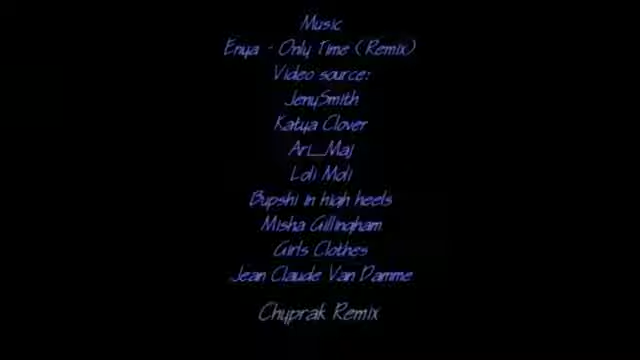 Music
Enya - Only Time (Remix)
Video source:
JenySmith
Katya Clover
Ari_Maj
Loli Moli
Bupshi in high heels
Misha Gillingham
Girls Clothes
Jean Claude Van Damme
Chyprak Remix